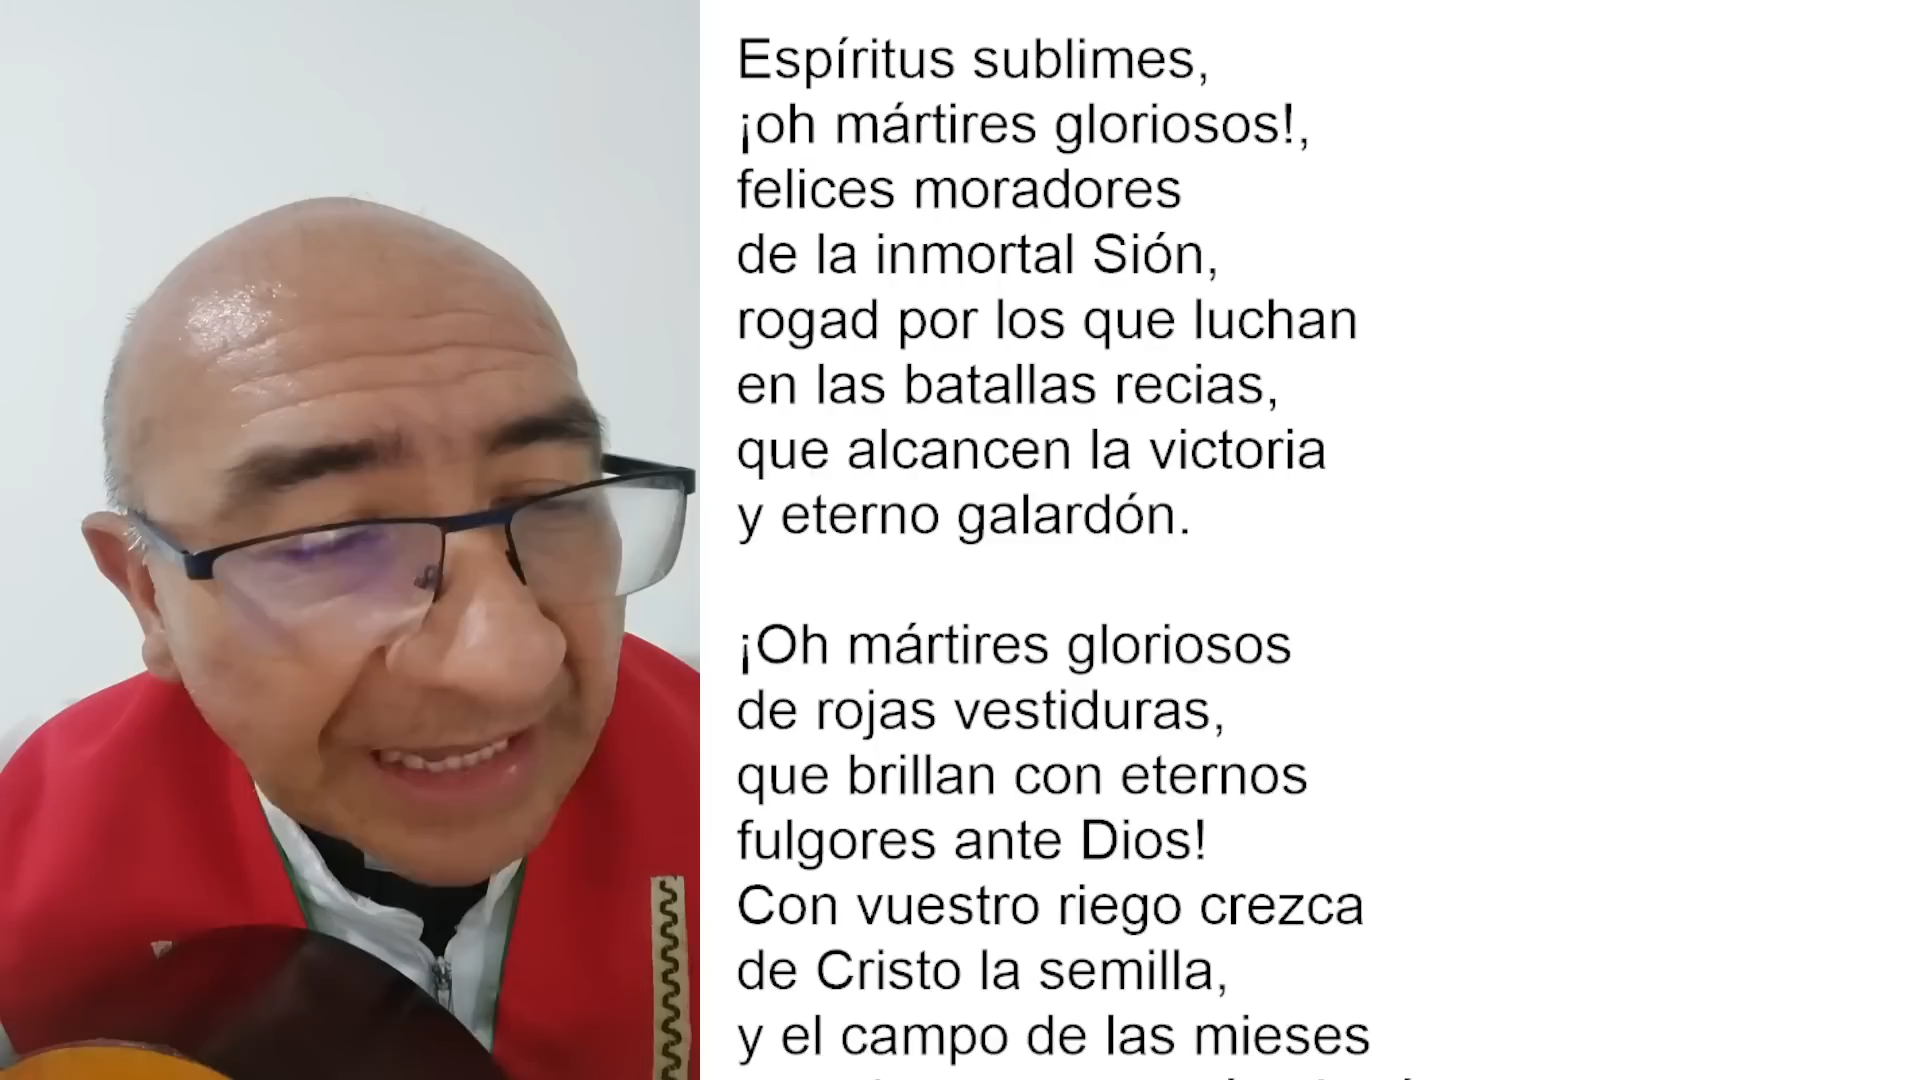 Espíritus sublimes,
¡oh mártires gloriosos!,
felices moradores
de la inmortal Sión,
rogad por los que luchan
en las batallas recias,
que alcancen la victoria
y eterno galardón.
¡Oh mártires gloriosos
de rojas vestiduras,
que brillan con eternos
fulgores ante Dios!
Con vuestro riego crezca
de Cristo la semilla,
y el campo de las mieses